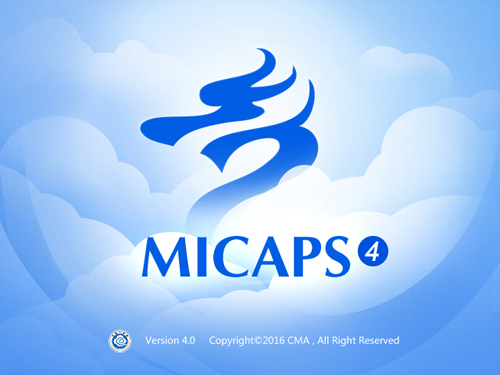 MICAPS 4
Version 4.0 Copyright©2016 CMA , All Right Reserved